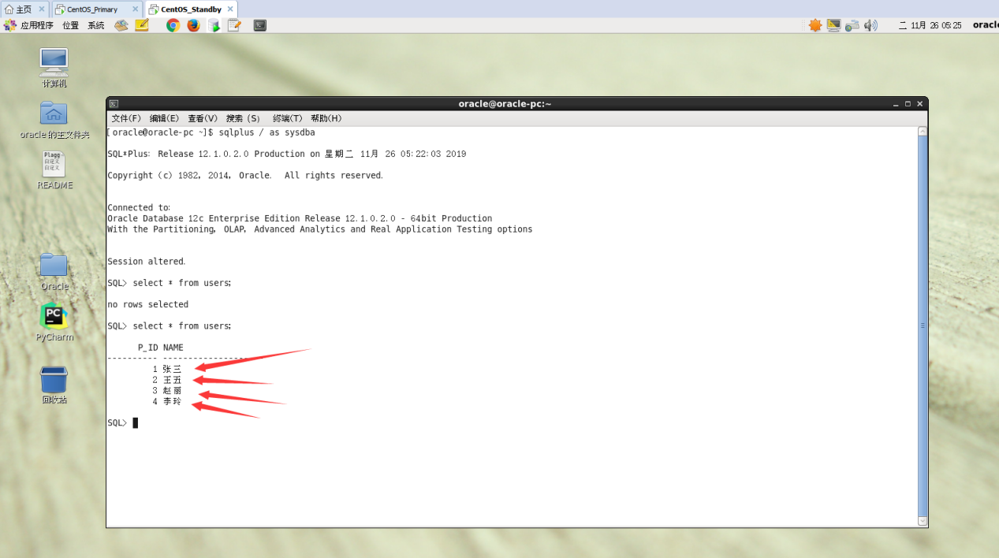 主页 CentOS_Primary CentOS_Standby
应用程序 位置 系统 二 11月 26 05:25 oracle
计算机
oracle 的主文件夹
README
Oracle
PyCharm
回收站
oracle@oracle-pc:~
文件(F) 编辑(E) 查看(V) 搜索 (S) 终端(T) 帮助(H)
[oracle@oracle-pc ~]$ sqlplus / as sysdba
SQL*Plus: Release 12.1.0.2.0 Production on 星期二 11月 26 05:22:03 2019
Copyright (c) 1982, 2014, Oracle. All rights reserved.
Connected to:
Oracle Database 12c Enterprise Edition Release 12.1.0.2.0 - 64bit Production
With the Partitioning, OLAP, Advanced Analytics and Real Application Testing options
Session altered.
SQL> select * from users;
no rows selected
SQL> select * from users;
P_ID NAME
---------- --------------------
1 张三
2 王五
3 赵丽
4 李玲
SQL>